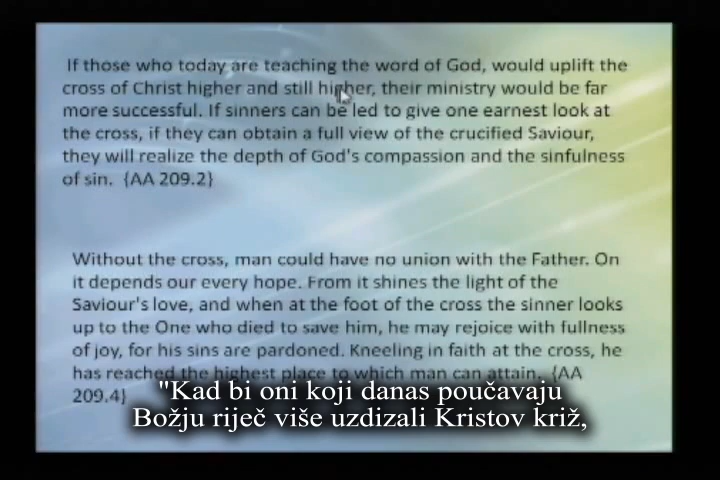 If those who today are teaching the word of God, would uplift the
cross of Christ higher and still higher, their ministry would be far
more successful. If sinners can be led to give one earnest look at
the cross, if they can obtain a full view of the crucified Saviour,
they will realize the depth of God's compassion and the sinfulness
of sin. {AA 209.2}
Without the cross, man could have no union with the Father. On
it depends our every hope. From it shines the light of the
Saviour's love, and when at the foot of the cross the sinner looks
up to the One who died to save him, he may rejoice with fullness
of joy, for his sins are pardoned. Kneeling in faith at the cross, he
has reached the highest place to which man can attain. {AA
209.4}
"Kad bi oni koji danas poučavaju
Božju riječ više uzdizali Kristov križ,